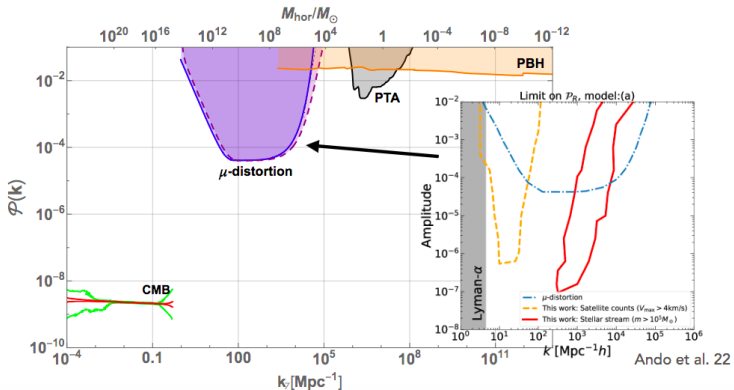 M_hor/M_⊙
10^20 10^16 10^12 10^8 10^4 1 10^-4 10^-8 10^-12
10^-2
10^-4
10^-6
10^-8
10^-10
𝒫(k)
PBH
PTA
μ-distortion
CMB
10^-4 0.1 100 10^5 10^8 10^11
k, [Mpc^-1]
Limit on 𝒫_R, model:(a)
10^-2
10^-3
10^-4
10^-5
10^-6
10^-7
10^-8
Amplitude
Lyman-α
μ-distortion
This work: Satellite counts (V_max > 4km/s)
This work: Stellar stream (m > 10^5 M_⊙)
10^1 10^2 10^3 10^4 10^5 10^6
k [Mpc^-1 h]
Ando et al. 22